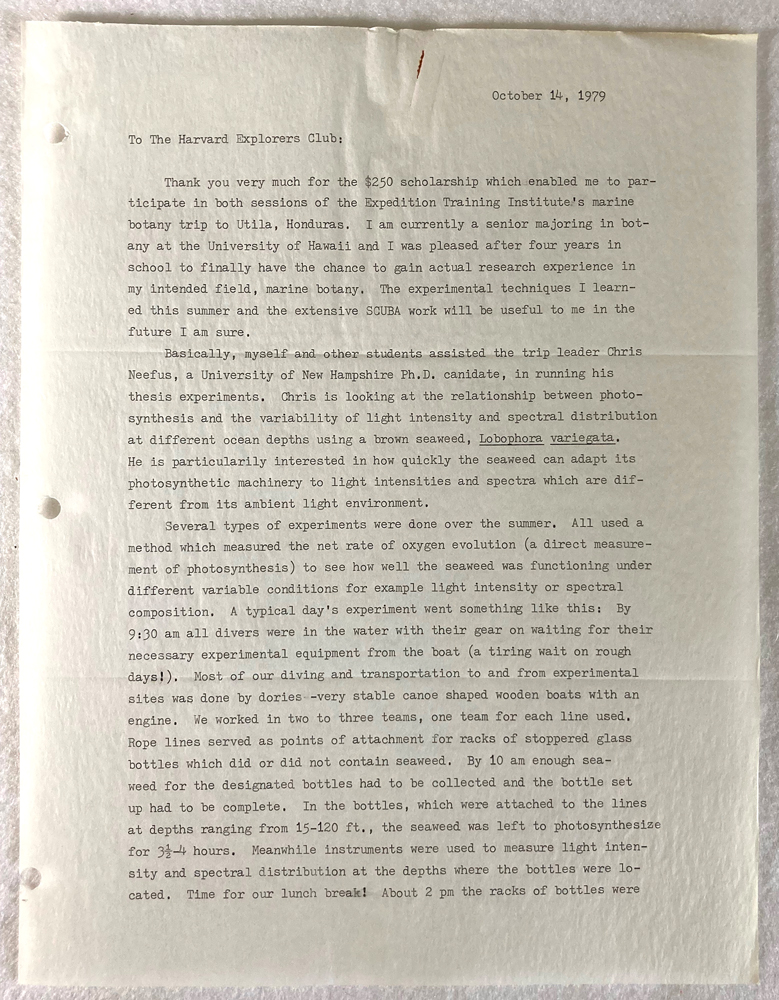 October 14, 1979
To The Harvard Explorers Club:
Thank you very much for the $250 scholarship which enabled me to par-
ticipate in both sessions of the Expedition Training Institute's marine
botany trip to Utila, Honduras.  I am currently a senior majoring in bot-
any at the University of Hawaii and I was pleased after four years in
school to finally have the chance to gain actual research experience in
my intended field, marine botany.  The experimental techniques I learn-
ed this summer and the extensive SCUBA work will be useful to me in the
future I am sure.
Basically, myself and other students assisted the trip leader Chris
Neefus, a University of New Hampshire Ph.D. canidate, in running his
thesis experiments.  Chris is looking at the relationship between photo-
synthesis and the variability of light intensity and spectral distribution
at different ocean depths using a brown seaweed, Lobophora variegata.
He is particularily interested in how quickly the seaweed can adapt its
photosynthetic machinery to light intensities and spectra which are dif-
ferent from its ambient light environment.
Several types of experiments were done over the summer.  All used a
method which measured the net rate of oxygen evolution (a direct measure-
ment of photosynthesis) to see how well the seaweed was functioning under
different variable conditions for example light intensity or spectral
composition.  A typical day's experiment went something like this:  By
9:30 am all divers were in the water with their gear on waiting for their
necessary experimental equipment from the boat (a tiring wait on rough
days!).  Most of our diving and transportation to and from experimental
sites was done by dories --very stable canoe shaped wooden boats with an
engine.  We worked in two to three teams, one team for each line used.
Rope lines served as points of attachment for racks of stoppered glass
bottles which did or did not contain seaweed.  By 10 am enough sea-
weed for the designated bottles had to be collected and the bottle set
up had to be complete.  In the bottles, which were attached to the lines
at depths ranging from 15-120 ft., the seaweed was left to photosynthesize
for 3½-4 hours.  Meanwhile instruments were used to measure light inten-
sity and spectral distribution at the depths where the bottles were lo-
cated.  Time for our lunch break!  About 2 pm the racks of bottles were